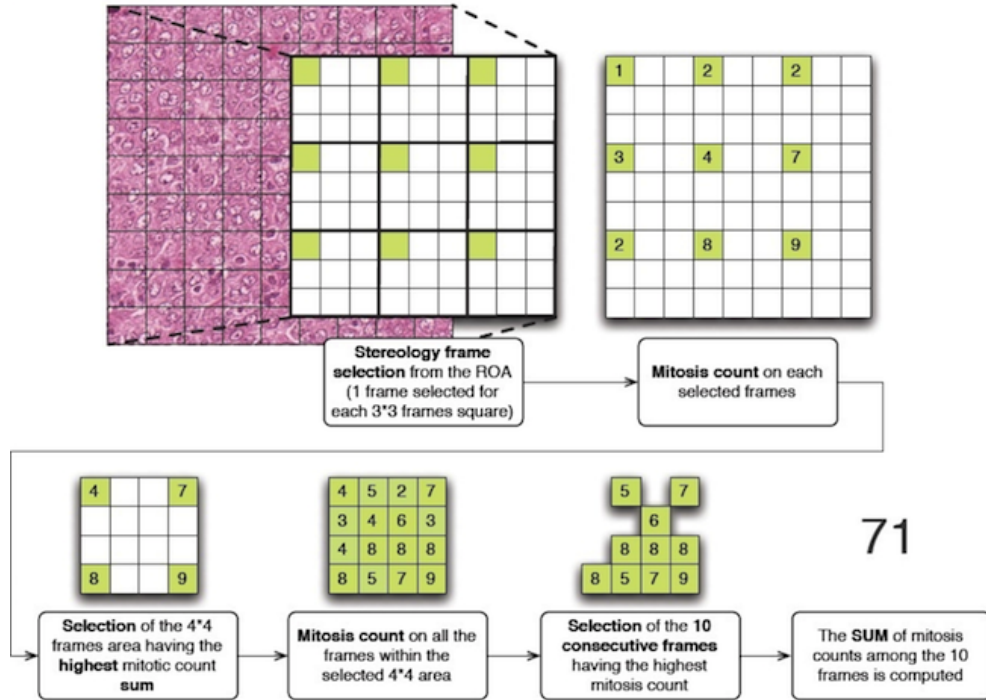 1 2 2
3 4 7
2 8 9
Stereology frame
selection from the ROA
(1 frame selected for
each 3*3 frames square)
Mitosis count on each
selected frames
4 7
8 9
4 5 2 7
3 4 6 3
4 8 8 8
8 5 7 9
5 7
6
8 8 8
8 5 7 9
71
Selection of the 4*4
frames area having the
highest mitotic count
sum
Mitosis count on all the
frames within the
selected 4*4 area
Selection of the 10
consecutive frames
having the highest
mitosis count
The SUM of mitosis
counts among the 10
frames is computed